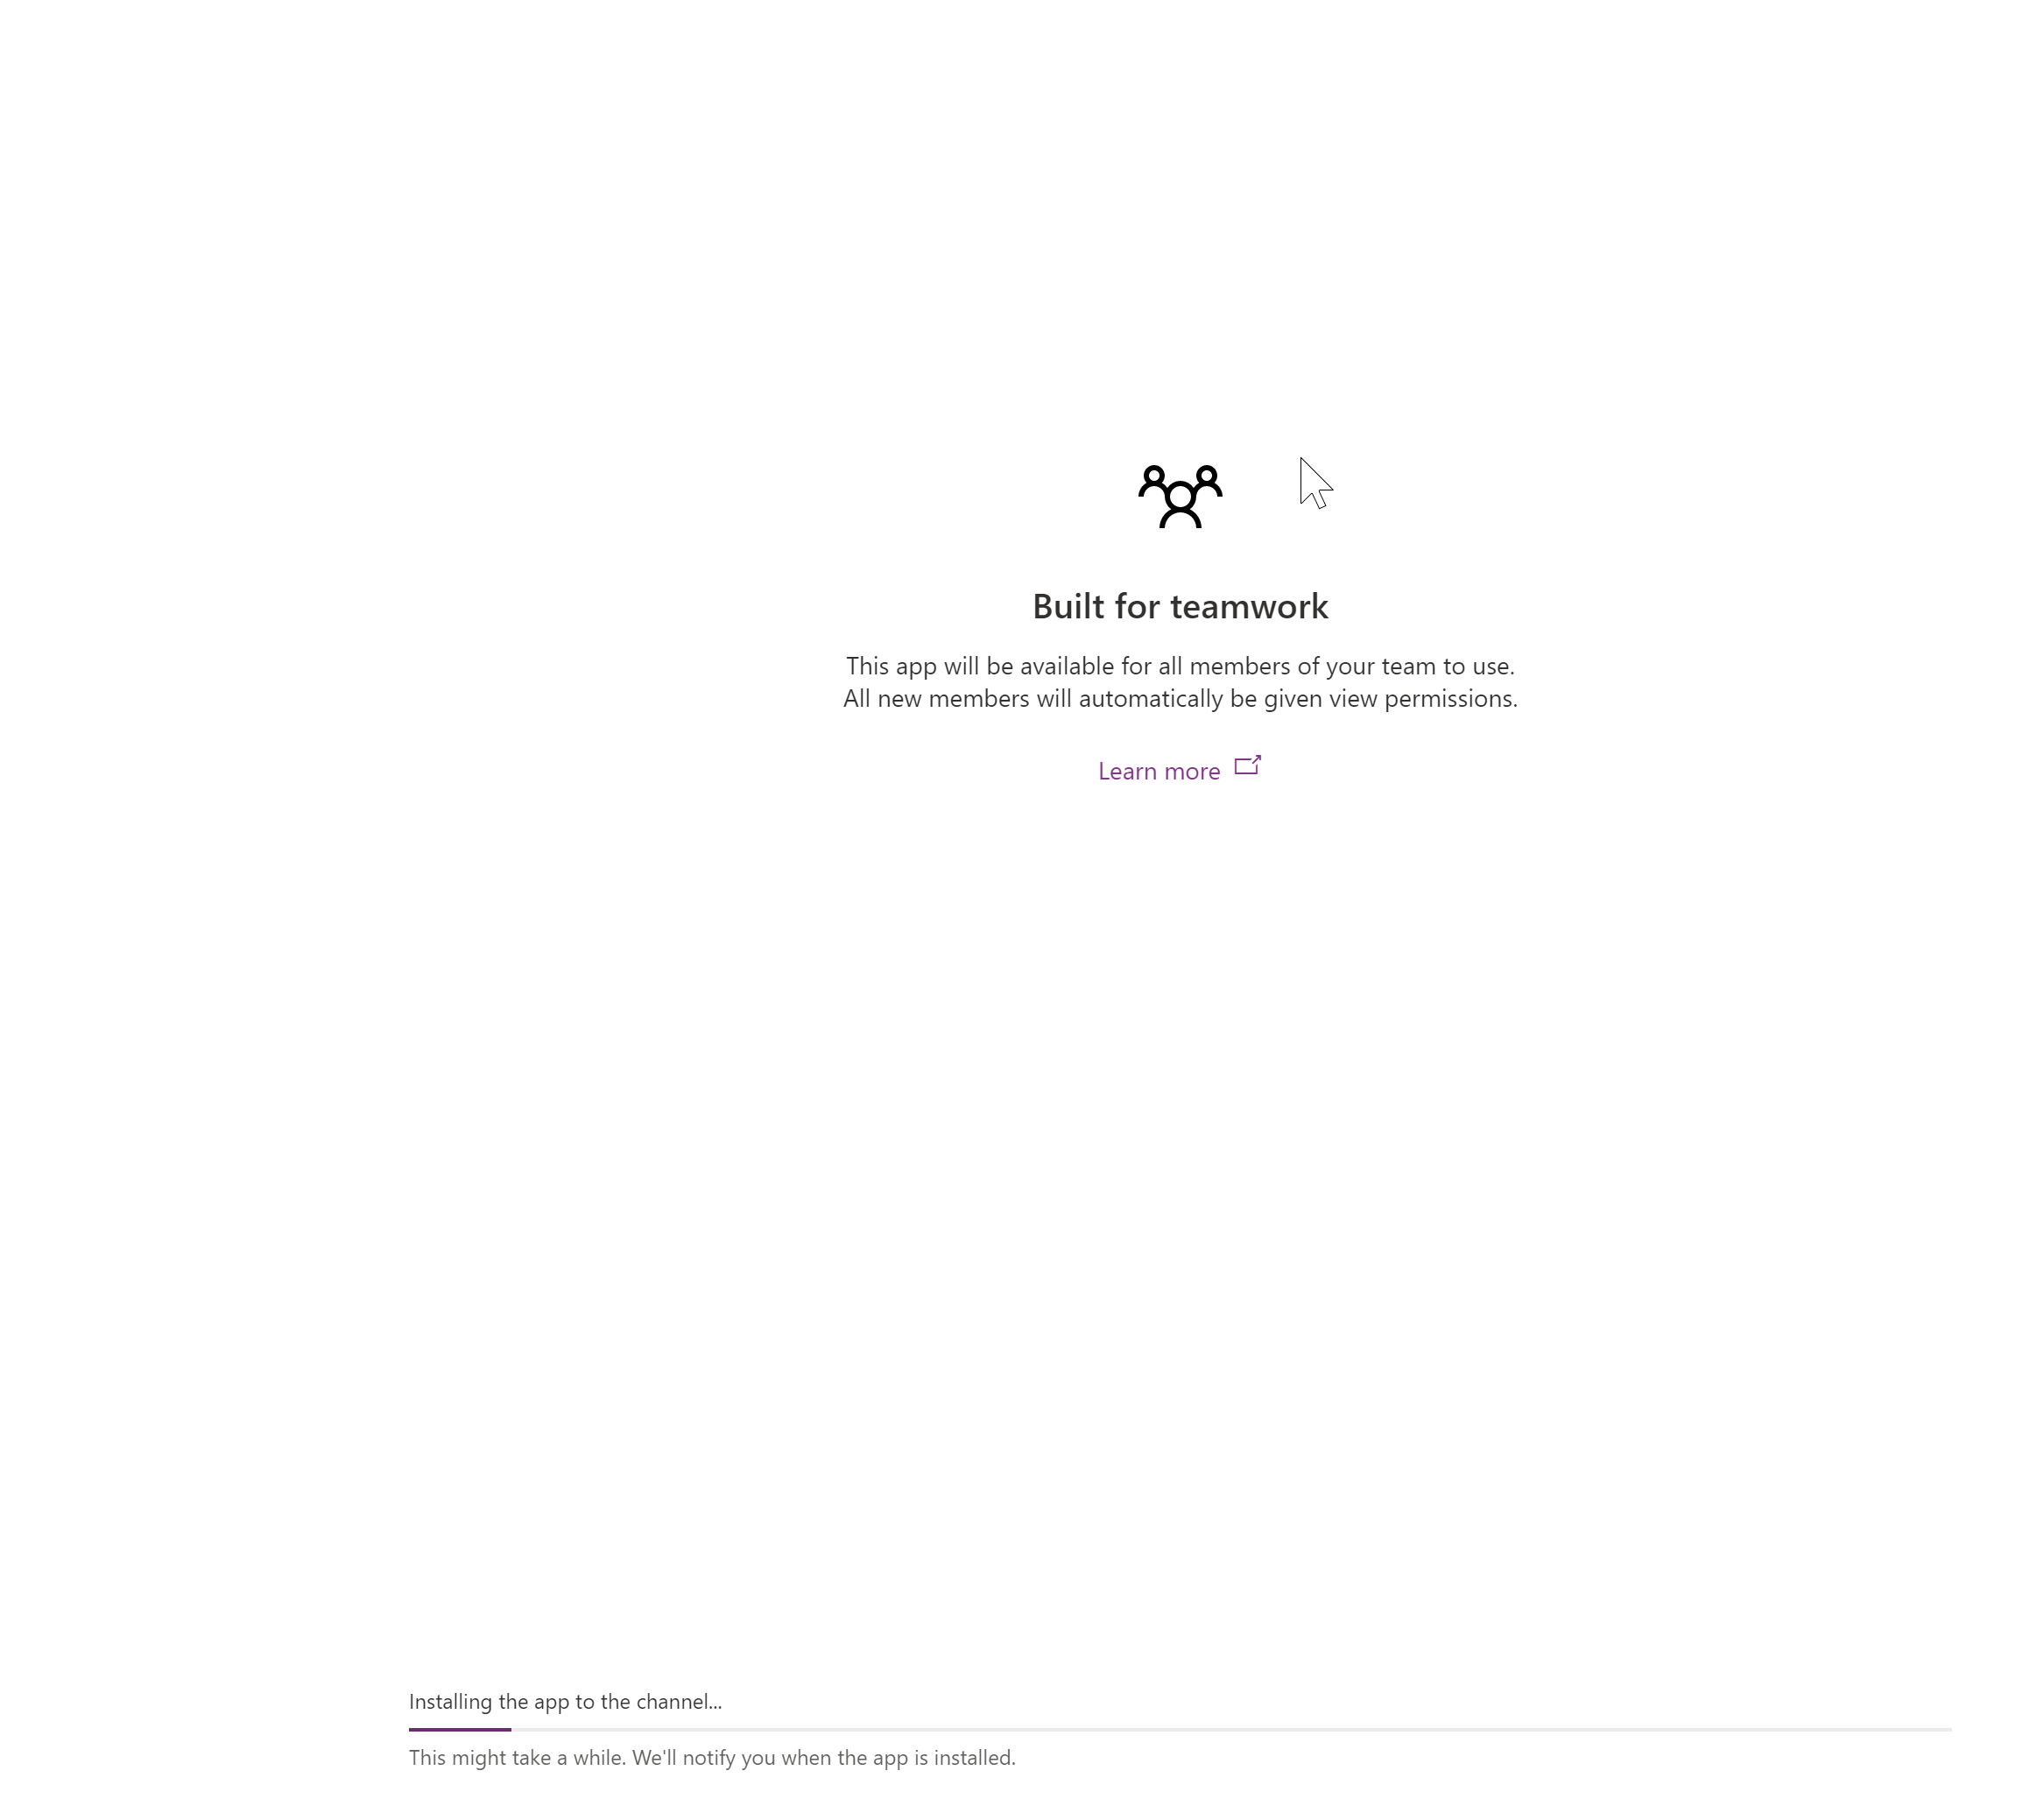 Built for teamwork
This app will be available for all members of your team to use.
All new members will automatically be given view permissions.
Learn more
Installing the app to the channel...
This might take a while. We'll notify you when the app is installed.